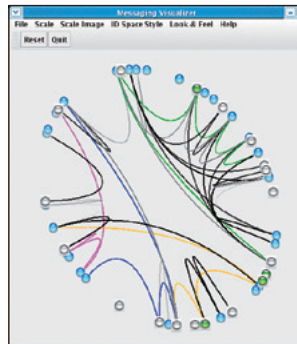 Messaging Visualizer
File Scale Scale Image ID Space Style Look & Feel Help
Reset Quit